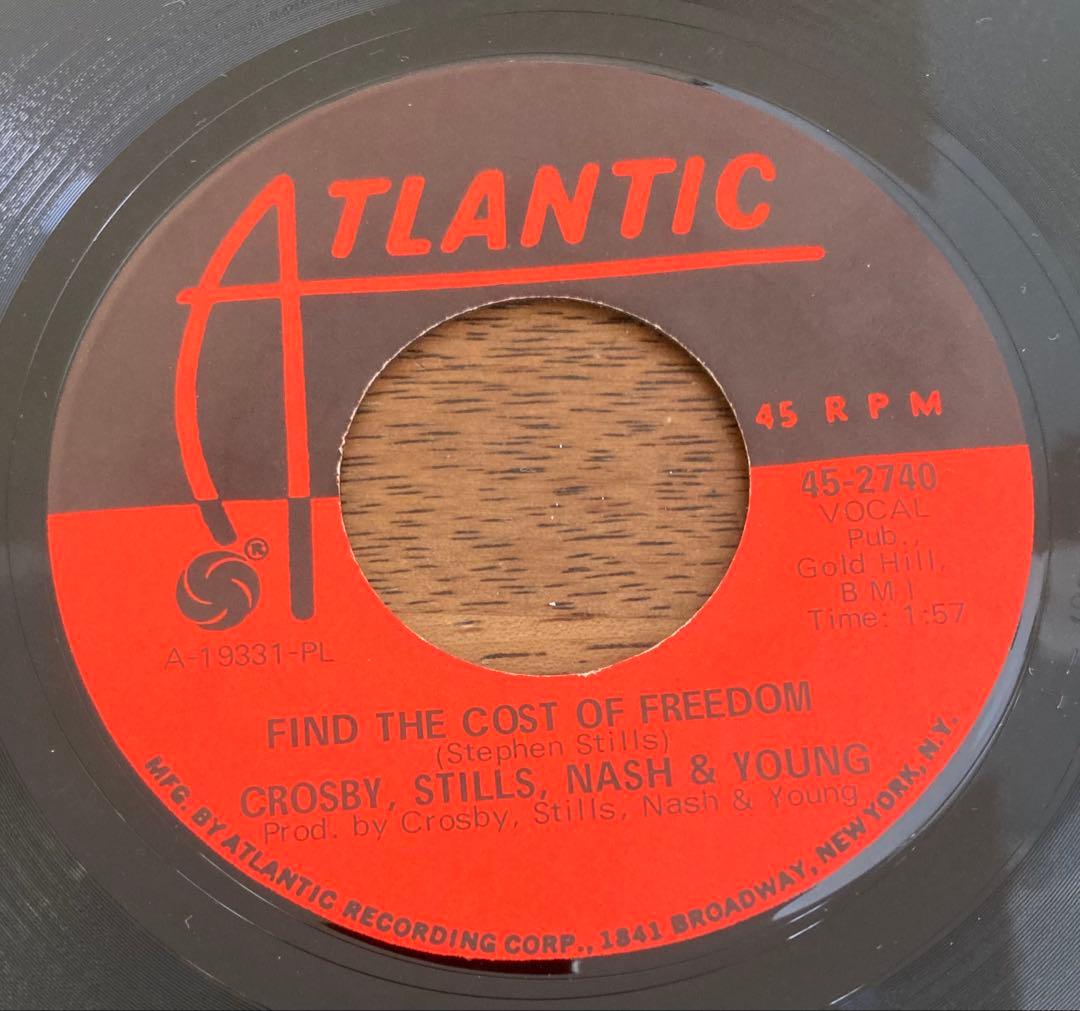 ATLANTIC
45 RPM
45-2740
VOCAL
Pub.,
Gold Hill,
BMI
Time: 1:57
®
A-19331-PL
FIND THE COST OF FREEDOM
(Stephen Stills)
CROSBY, STILLS, NASH & YOUNG
Prod. by Crosby, Stills, Nash & Young
MFG. BY ATLANTIC RECORDING CORP., 1841 BROADWAY, NEW YORK, N.Y.